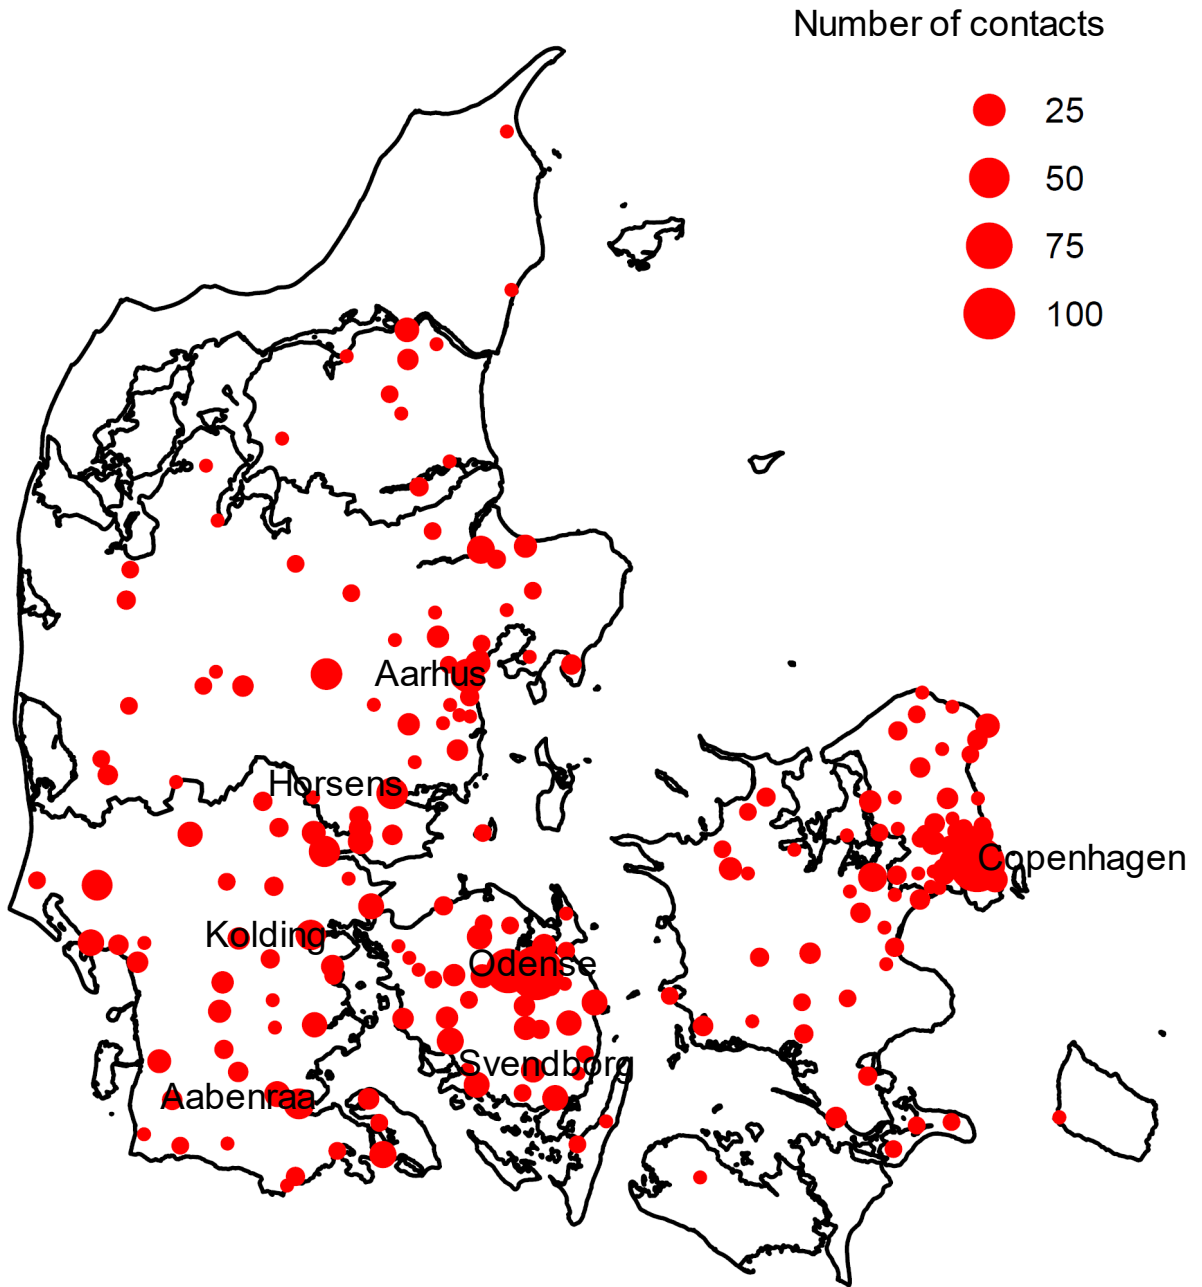 Number of contacts
25
50
75
100
Aarhus
Horsens
Copenhagen
Kolding
Odense
Svendborg
Aabenraa